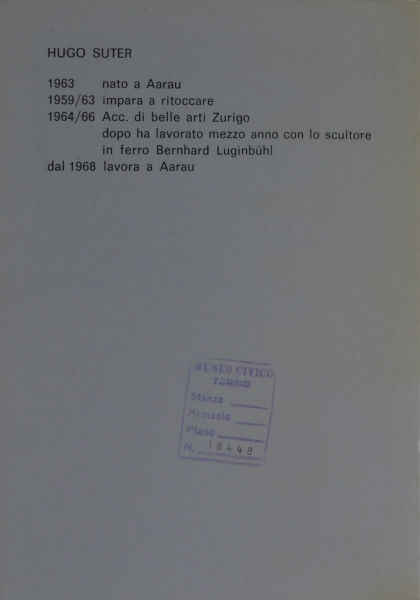 HUGO SUTER
1963 nato a Aarau
1959/63 impara a ritoccare
1964/66 Acc. di belle arti Zurigo
dopo ha lavorato mezzo anno con lo scultore
in ferro Bernhard Luginbühl
dal 1968 lavora a Aarau
MUSEO CIVICO
TORINO
Stanza
Armadio
Piano
N. 18449